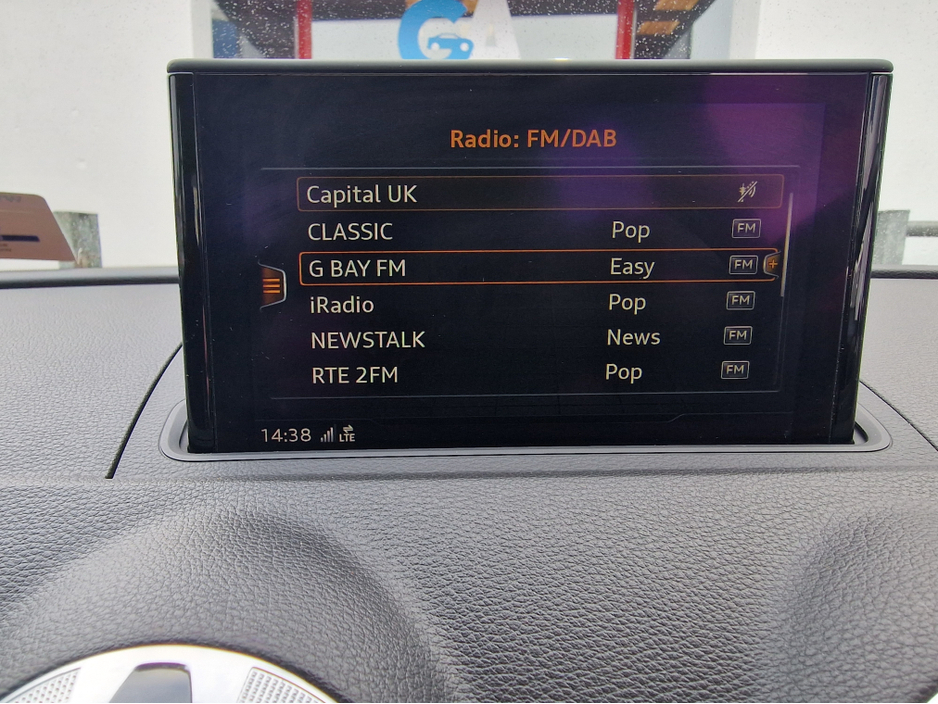 GA
Radio: FM/DAB
Capital UK
CLASSIC Pop FM
G BAY FM Easy FM
iRadio Pop FM
NEWSTALK News FM
RTE 2FM Pop FM
14:38 LTE